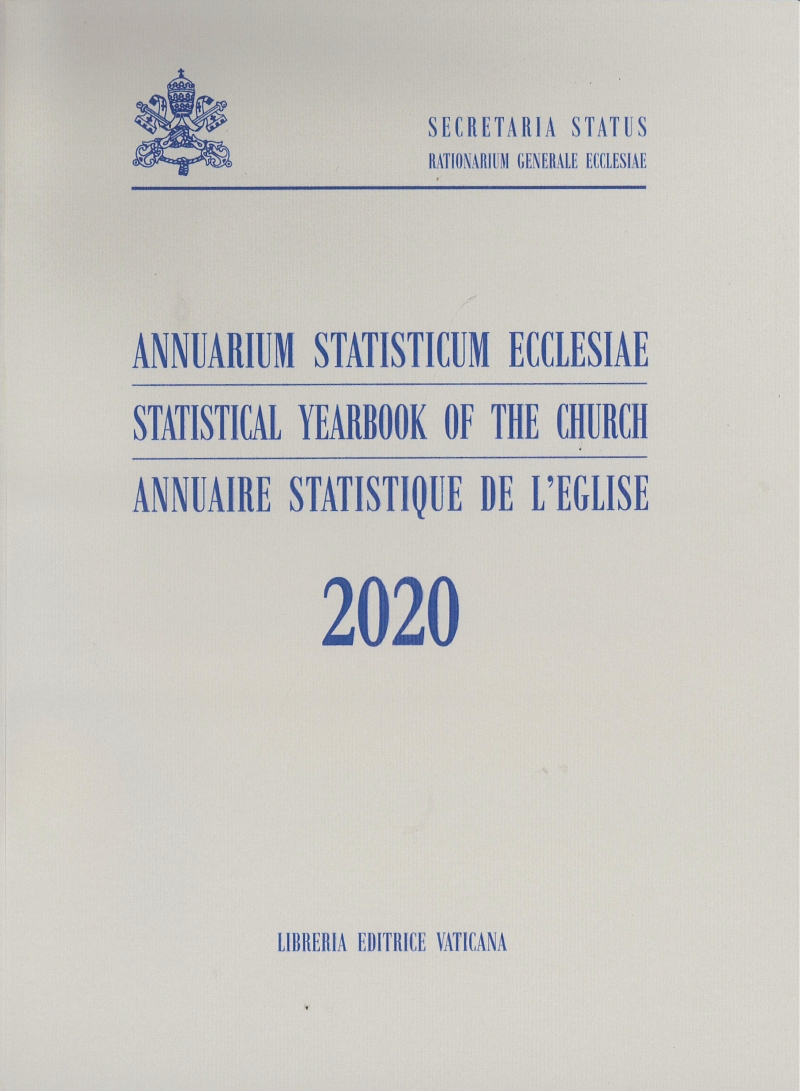 SECRETARIA STATUS
RATIONARIUM GENERALE ECCLESIAE
ANNUARIUM STATISTICUM ECCLESIAE
STATISTICAL YEARBOOK OF THE CHURCH
ANNUAIRE STATISTIQUE DE L'EGLISE
2020
LIBRERIA EDITRICE VATICANA